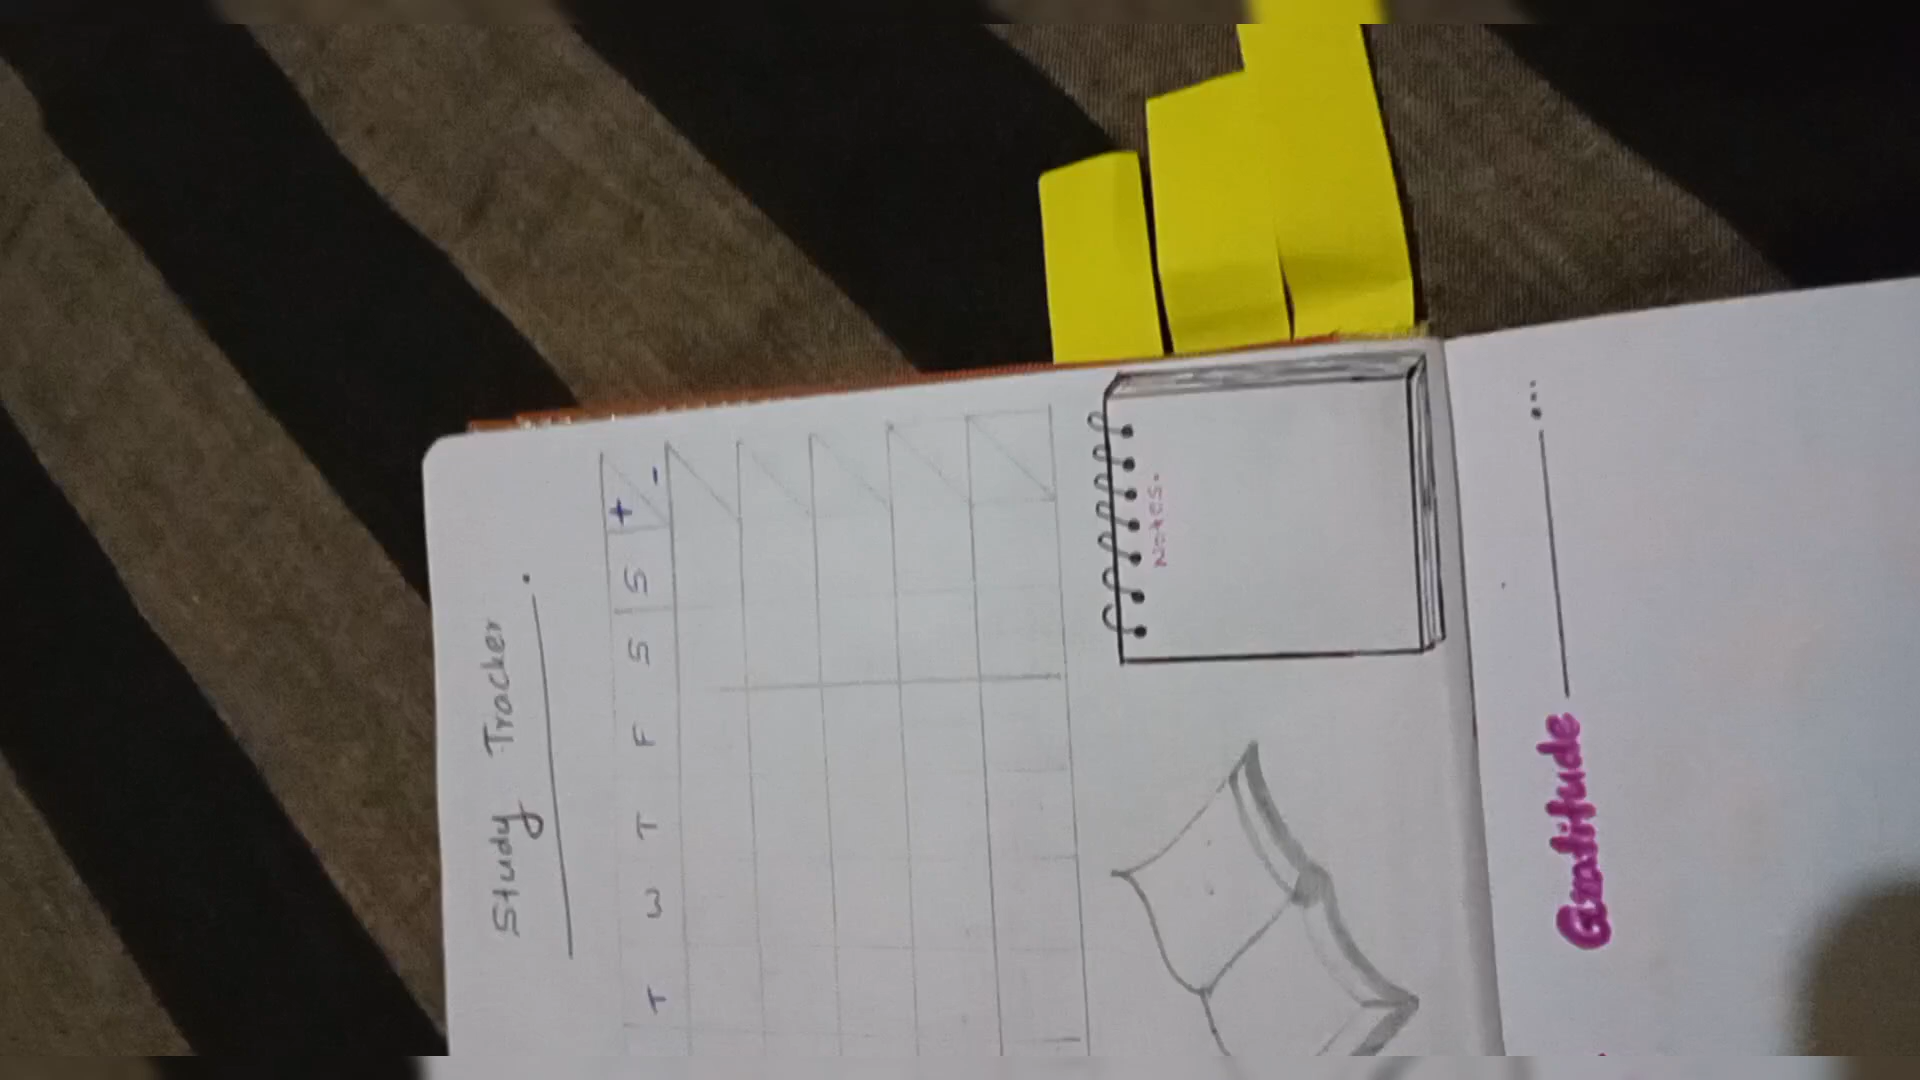 Study Tracker.
T W T F S S + -
Notes.
Gratitude ...